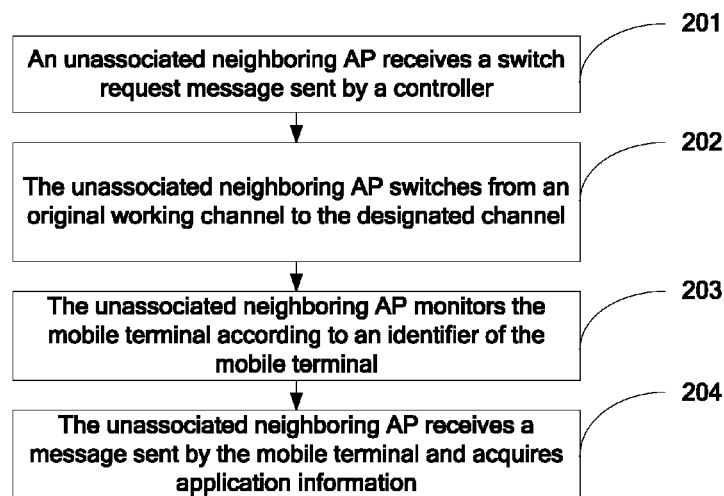 201
An unassociated neighboring AP receives a switch
request message sent by a controller
202
The unassociated neighboring AP switches from an
original working channel to the designated channel
203
The unassociated neighboring AP monitors the
mobile terminal according to an identifier of the
mobile terminal
204
The unassociated neighboring AP receives a
message sent by the mobile terminal and acquires
application information